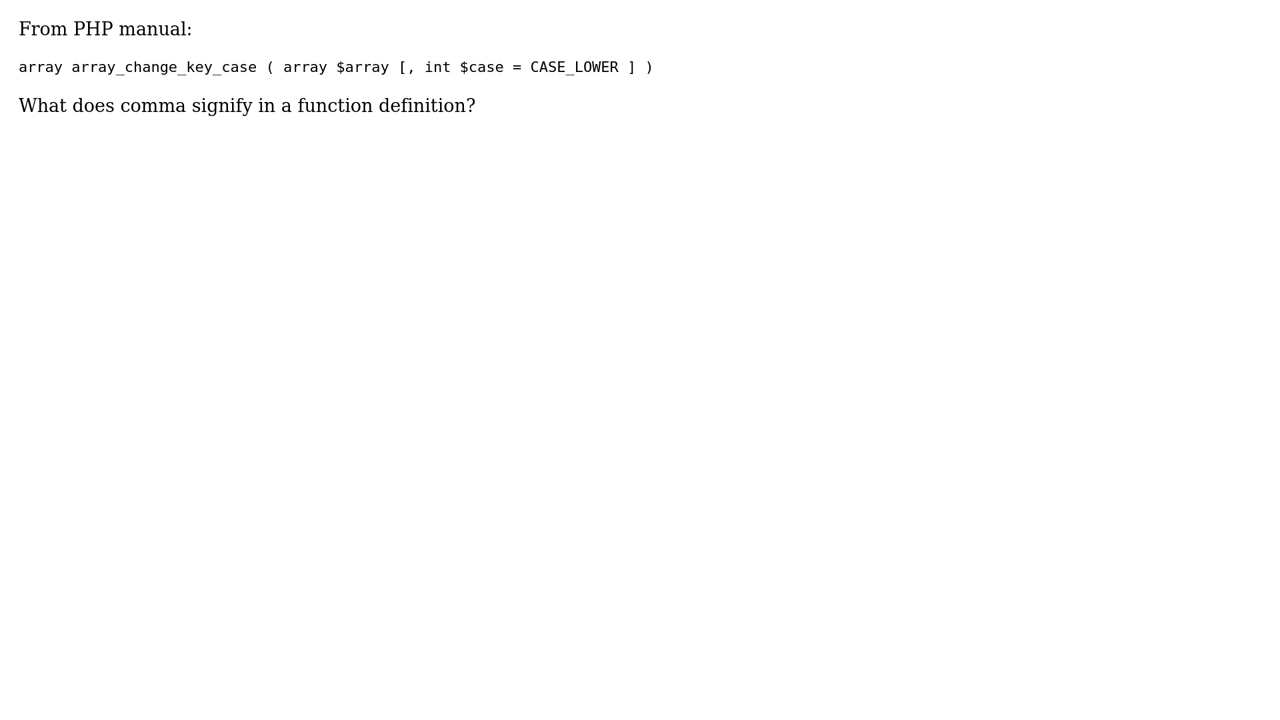 From PHP manual:
array array_change_key_case ( array $array [, int $case = CASE_LOWER ] )
What does comma signify in a function definition?